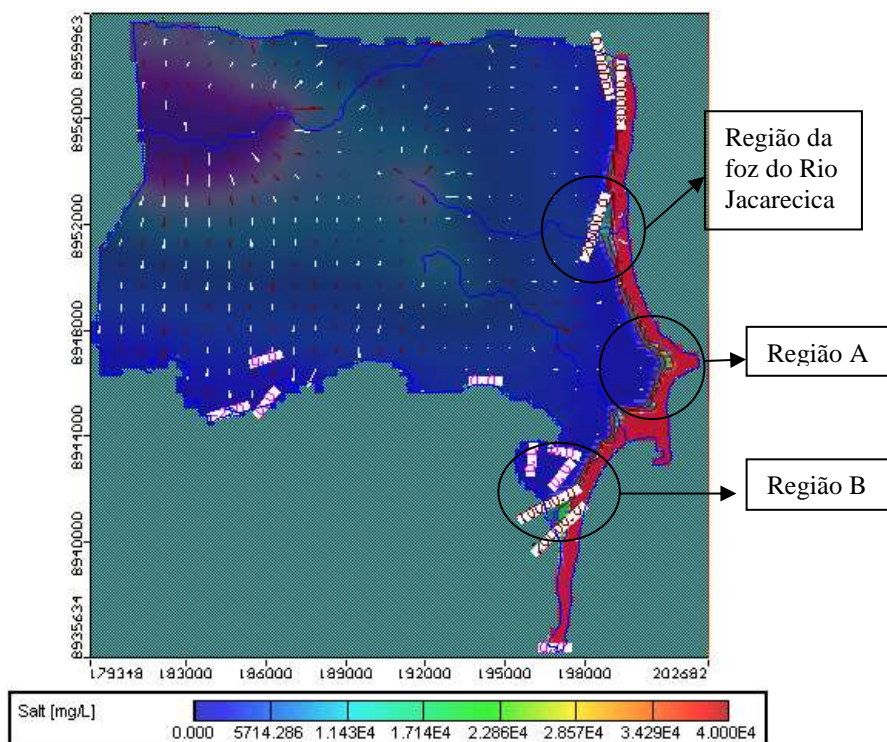 8959963
8956000
8952000
8948000
8944000
8940000
8935634
179348 183000 186000 189000 192000 195000 198000 202682
Região da
foz do Rio
Jacarecica
Região A
Região B
Salt [mg/L]
0.000 5714.286 1.143E4 1.714E4 2.286E4 2.857E4 3.429E4 4.000E4